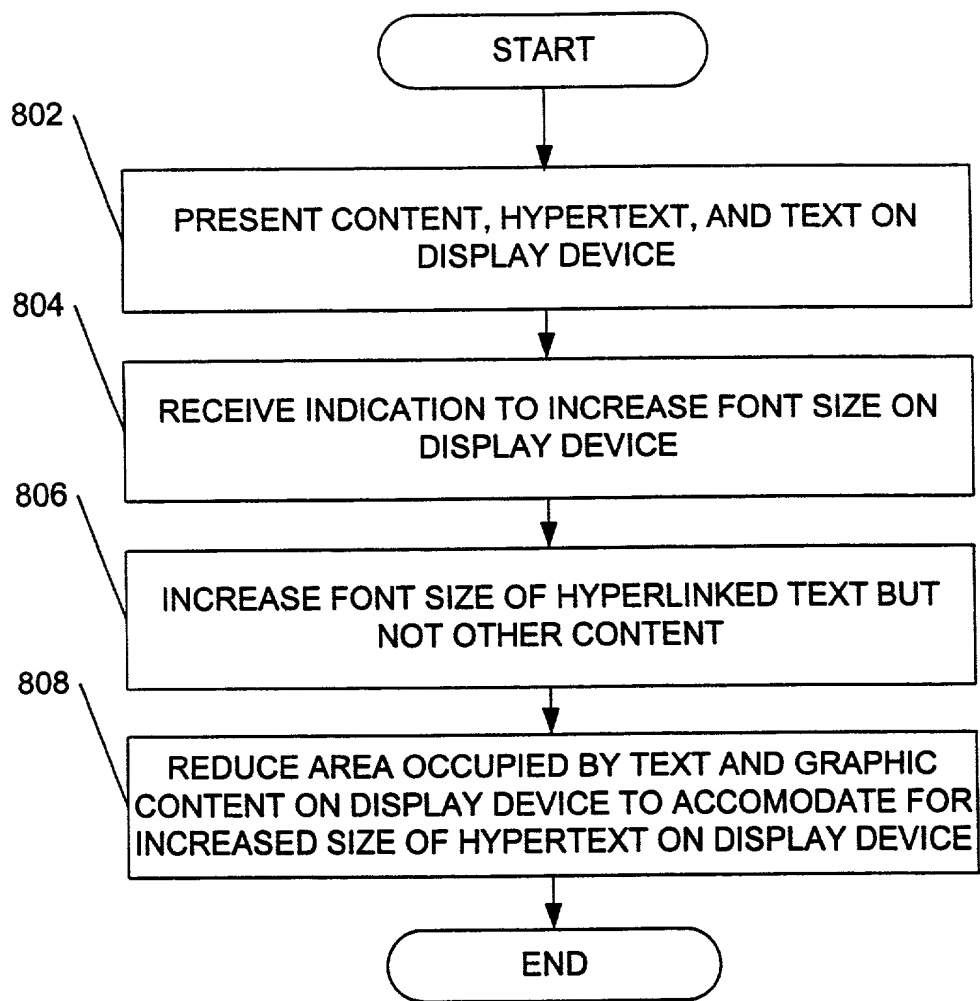 START
802
PRESENT CONTENT, HYPERTEXT, AND TEXT ON
DISPLAY DEVICE
804
RECEIVE INDICATION TO INCREASE FONT SIZE ON
DISPLAY DEVICE
806
INCREASE FONT SIZE OF HYPERLINKED TEXT BUT
NOT OTHER CONTENT
808
REDUCE AREA OCCUPIED BY TEXT AND GRAPHIC
CONTENT ON DISPLAY DEVICE TO ACCOMODATE FOR
INCREASED SIZE OF HYPERTEXT ON DISPLAY DEVICE
END